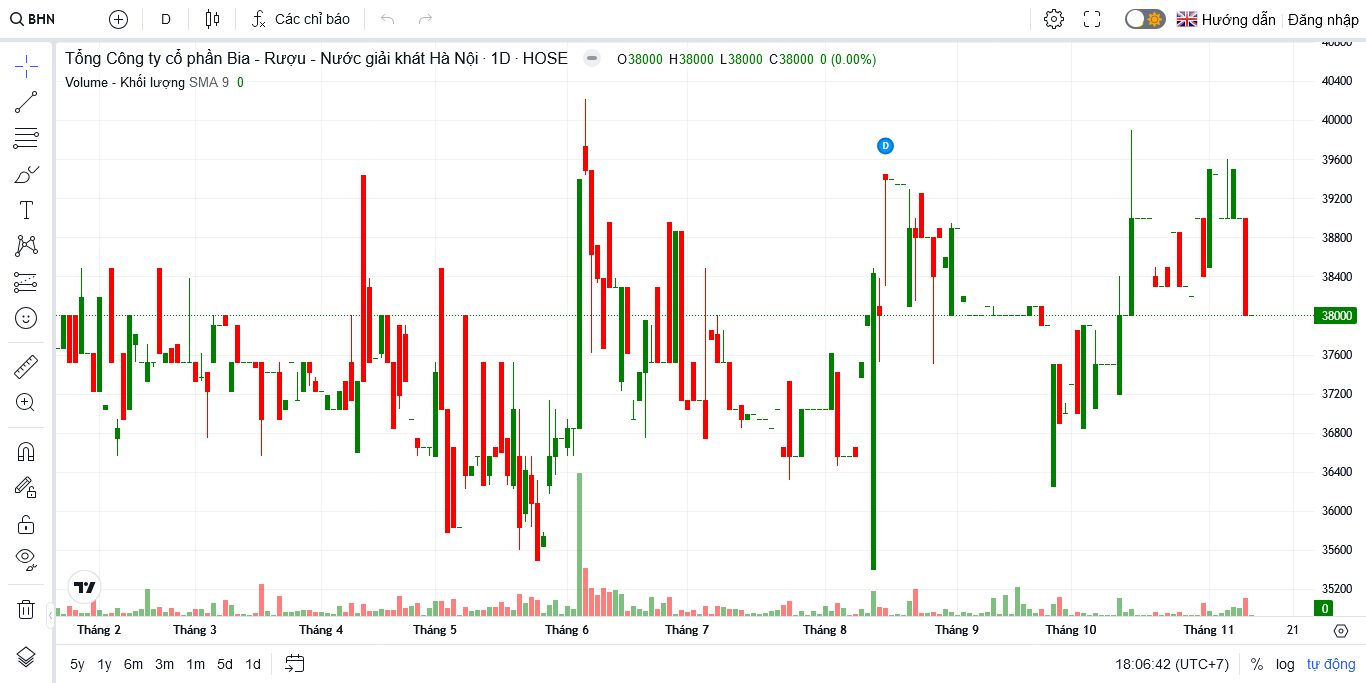 BHN D Các chỉ báo Hướng dẫn Đăng nhập
Tổng Công ty cổ phần Bia - Rượu - Nước giải khát Hà Nội · 1D · HOSE O38000 H38000 L38000 C38000 0 (0.00%)
Volume - Khối lượng SMA 9 0
40800
40400
40000
D
39600
39200
38800
38400
38000
37600
37200
36800
36400
36000
35600
35200
0
Tháng 2 Tháng 3 Tháng 4 Tháng 5 Tháng 6 Tháng 7 Tháng 8 Tháng 9 Tháng 10 Tháng 11 21
5y 1y 6m 3m 1m 5d 1d 18:06:42 (UTC+7) % log tự động